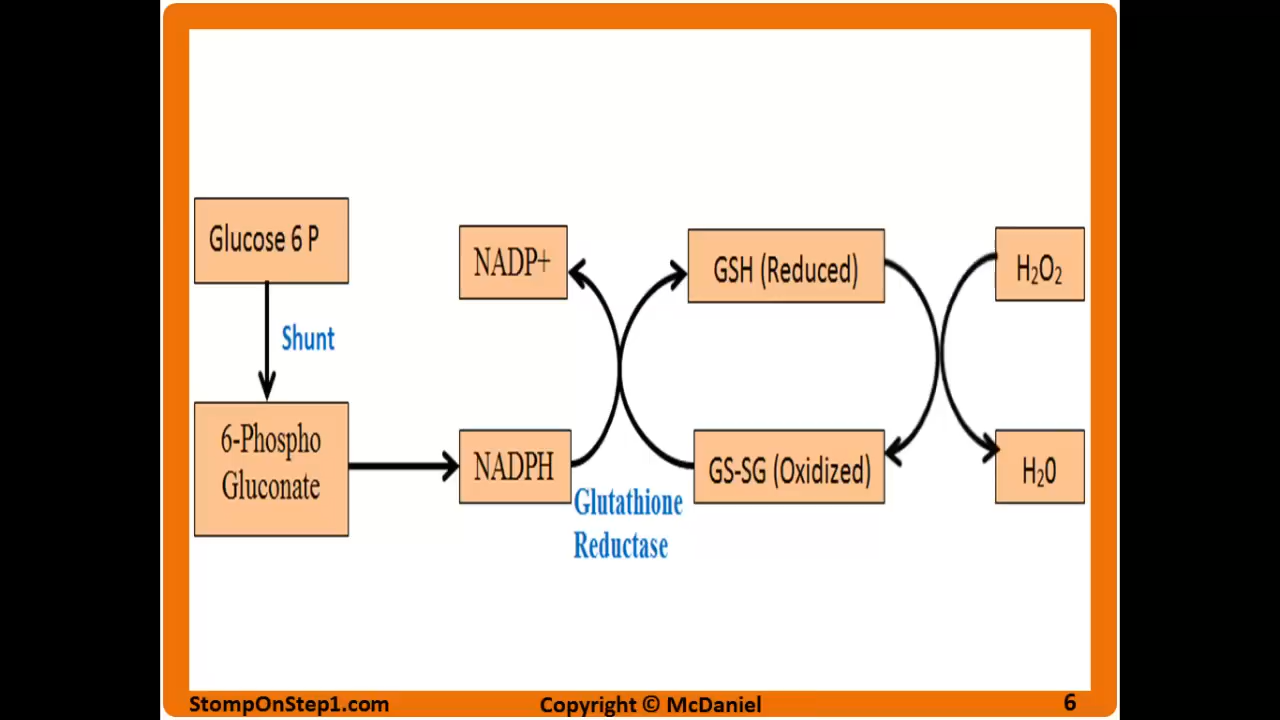 Glucose 6 P
NADP+
GSH (Reduced)
H₂O₂
Shunt
6-Phospho
Gluconate
NADPH
GS-SG (Oxidized)
H₂0
Glutathione
Reductase
StompOnStep1.com
Copyright © McDaniel
6